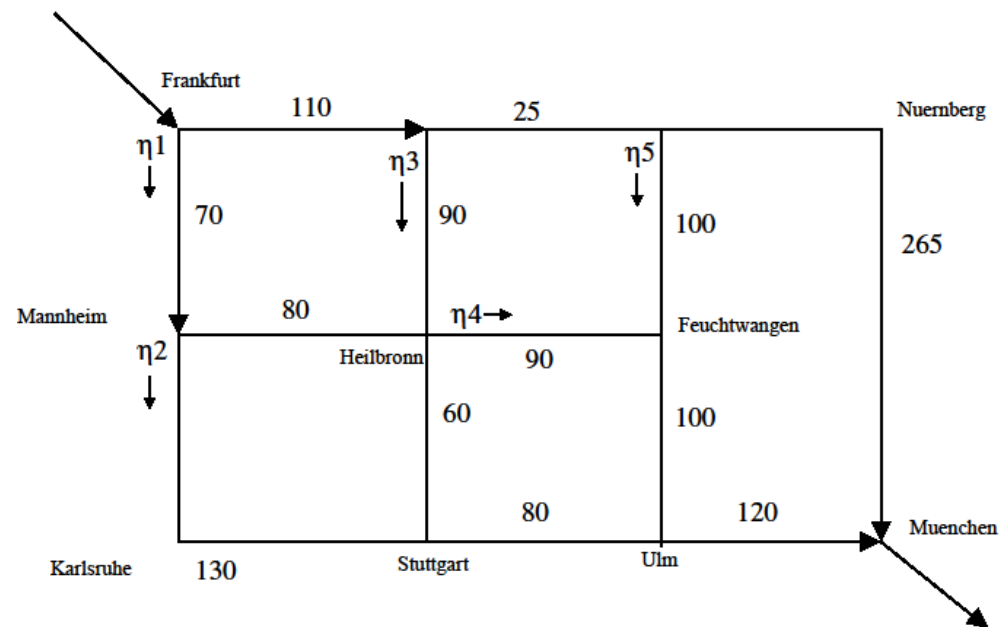 Frankfurt
110
25
Nuernberg
η1
η3
η5
70
90
100
265
Mannheim
80
η4
Feuchtwangen
η2
Heilbronn
90
60
100
80
120
Muenchen
Karlsruhe
130
Stuttgart
Ulm